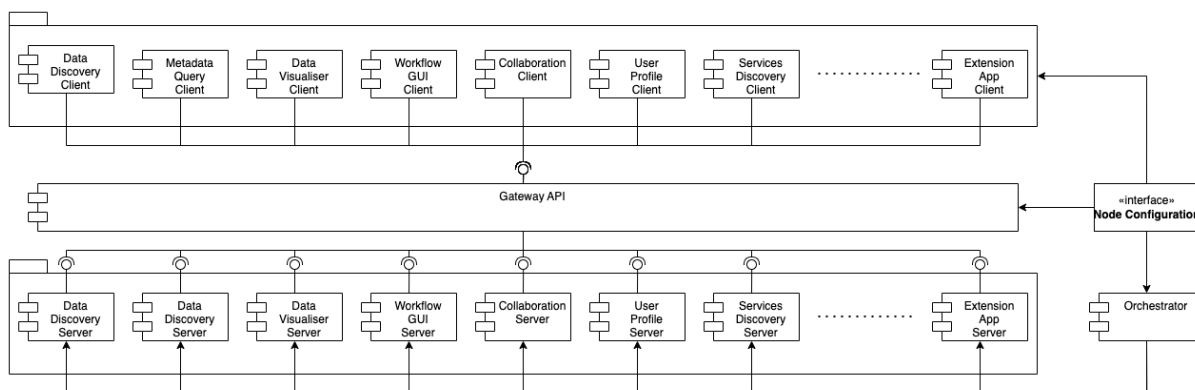 Data
Discovery
Client
Metadata
Query
Client
Data
Visualiser
Client
Workflow
GUI
Client
Collaboration
Client
User
Profile
Client
Services
Discovery
Client
Extension
App
Client
Gateway API
«interface»
Node Configuration
Data
Discovery
Server
Data
Discovery
Server
Data
Visualiser
Server
Workflow
GUI
Server
Collaboration
Server
User
Profile
Server
Services
Discovery
Server
Extension
App
Server
Orchestrator